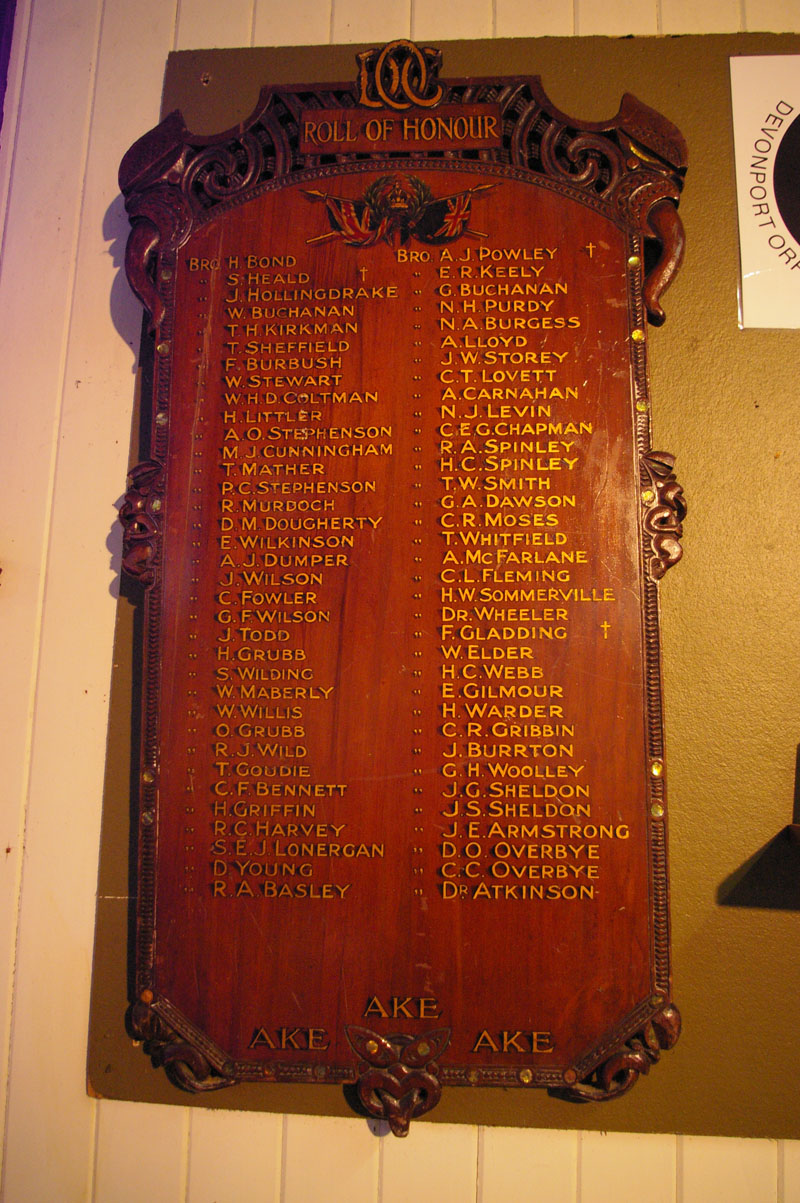 DOC
ROLL OF HONOUR
BRO. H. BOND
" S. HEALD †
" J. HOLLINGDRAKE
" W. BUCHANAN
" T. H. KIRKMAN
" T. SHEFFIELD
" F. BURBUSH
" W. STEWART
" W. H. D. COLTMAN
" H. LITTLER
" A. O. STEPHENSON
" M. J. CUNNINGHAM
" T. MATHER
" P. C. STEPHENSON
" R. MURDOCH
" D. M. DOUGHERTY
" E. WILKINSON
" A. J. DUMPER
" J. WILSON
" C. FOWLER
" G. F. WILSON
" J. TODD
" H. GRUBB
" S. WILDING
" W. MABERLY
" W. WILLIS
" O. GRUBB
" R. J. WILD
" T. GOUDIE
" C. F. BENNETT
" H. GRIFFIN
" R. C. HARVEY
" S. E. J. LONERGAN
" D. YOUNG
" R. A. BASLEY
BRO. A. J. POWLEY †
" E. R. KEELY
" G. BUCHANAN
" N. H. PURDY
" N. A. BURGESS
" A. LLOYD
" J. W. STOREY
" C. T. LOVETT
" A. CARNAHAN
" N. J. LEVIN
" C. E. G. CHAPMAN
" R. A. SPINLEY
" H. C. SPINLEY
" T. W. SMITH
" G. A. DAWSON
" C. R. MOSES
" T. WHITFIELD
" A. MCFARLANE
" C. L. FLEMING
" H. W. SOMMERVILLE
" DR. WHEELER
" F. GLADDING †
" W. ELDER
" H. C. WEBB
" E. GILMOUR
" H. WARDER
" C. R. GRIBBIN
" J. BURRTON
" G. H. WOOLLEY
" J. G. SHELDON
" J. S. SHELDON
" J. E. ARMSTRONG
" D. O. OVERBYE
" C. C. OVERBYE
" DR ATKINSON
AKE
AKE AKE
DEVONPORT